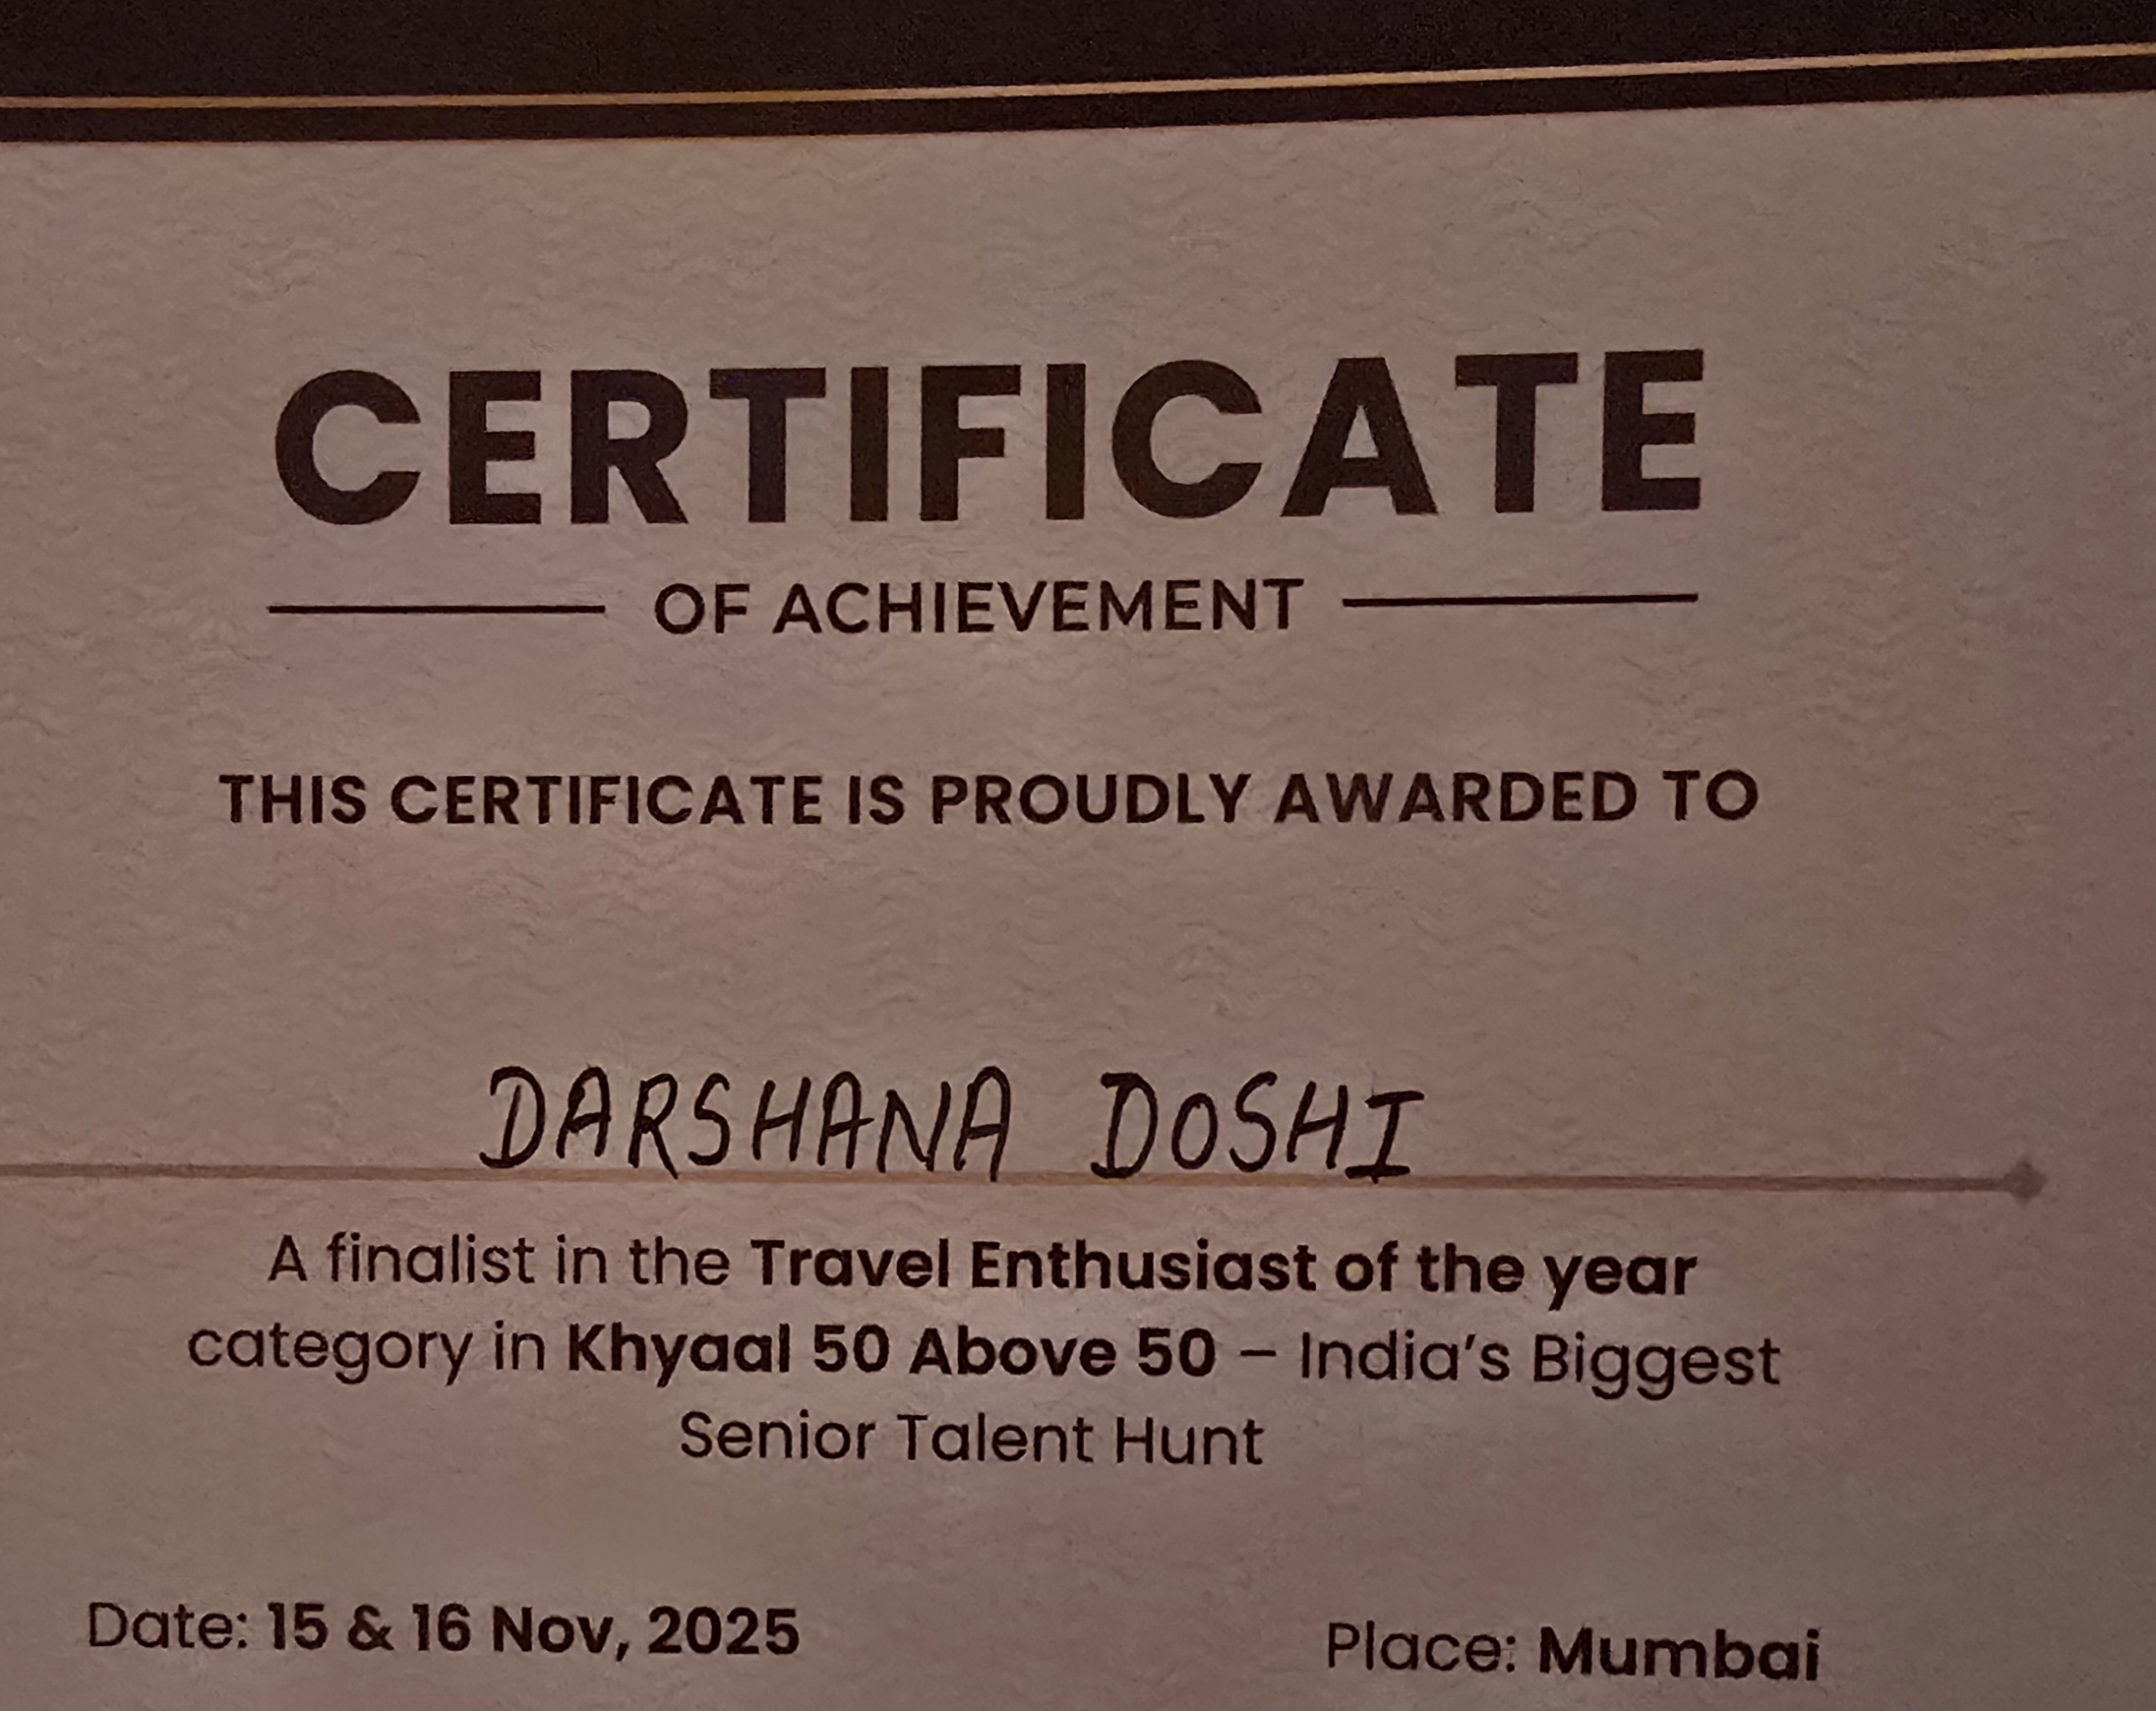 CERTIFICATE
OF ACHIEVEMENT
THIS CERTIFICATE IS PROUDLY AWARDED TO
DARSHANA DOSHI
A finalist in the Travel Enthusiast of the year
category in Khyaal 50 Above 50 – India's Biggest
Senior Talent Hunt
Date: 15 & 16 Nov, 2025
Place: Mumbai